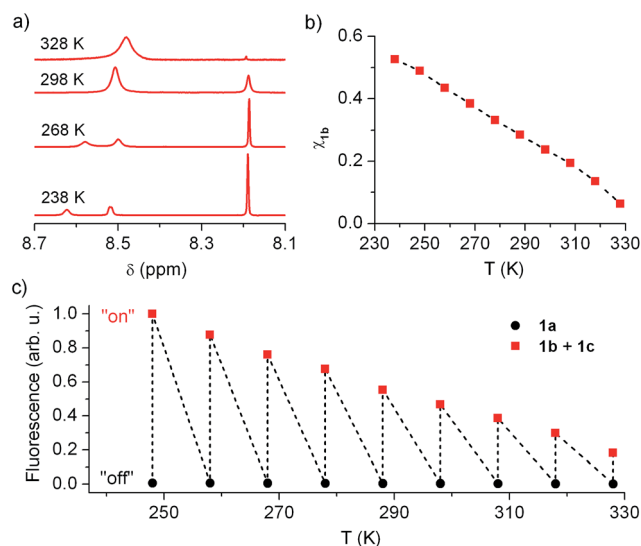 a)
328 K
298 K
268 K
238 K
8.7 8.5 8.3 8.1
δ (ppm)
b)
0.6
0.4
0.2
0.0
χ1b
230 250 270 290 310 330
T (K)
c)
1.0
0.8
0.6
0.4
0.2
0.0
Fluorescence (arb. u.)
"on"
"off"
1a
1b + 1c
250 270 290 310 330
T (K)